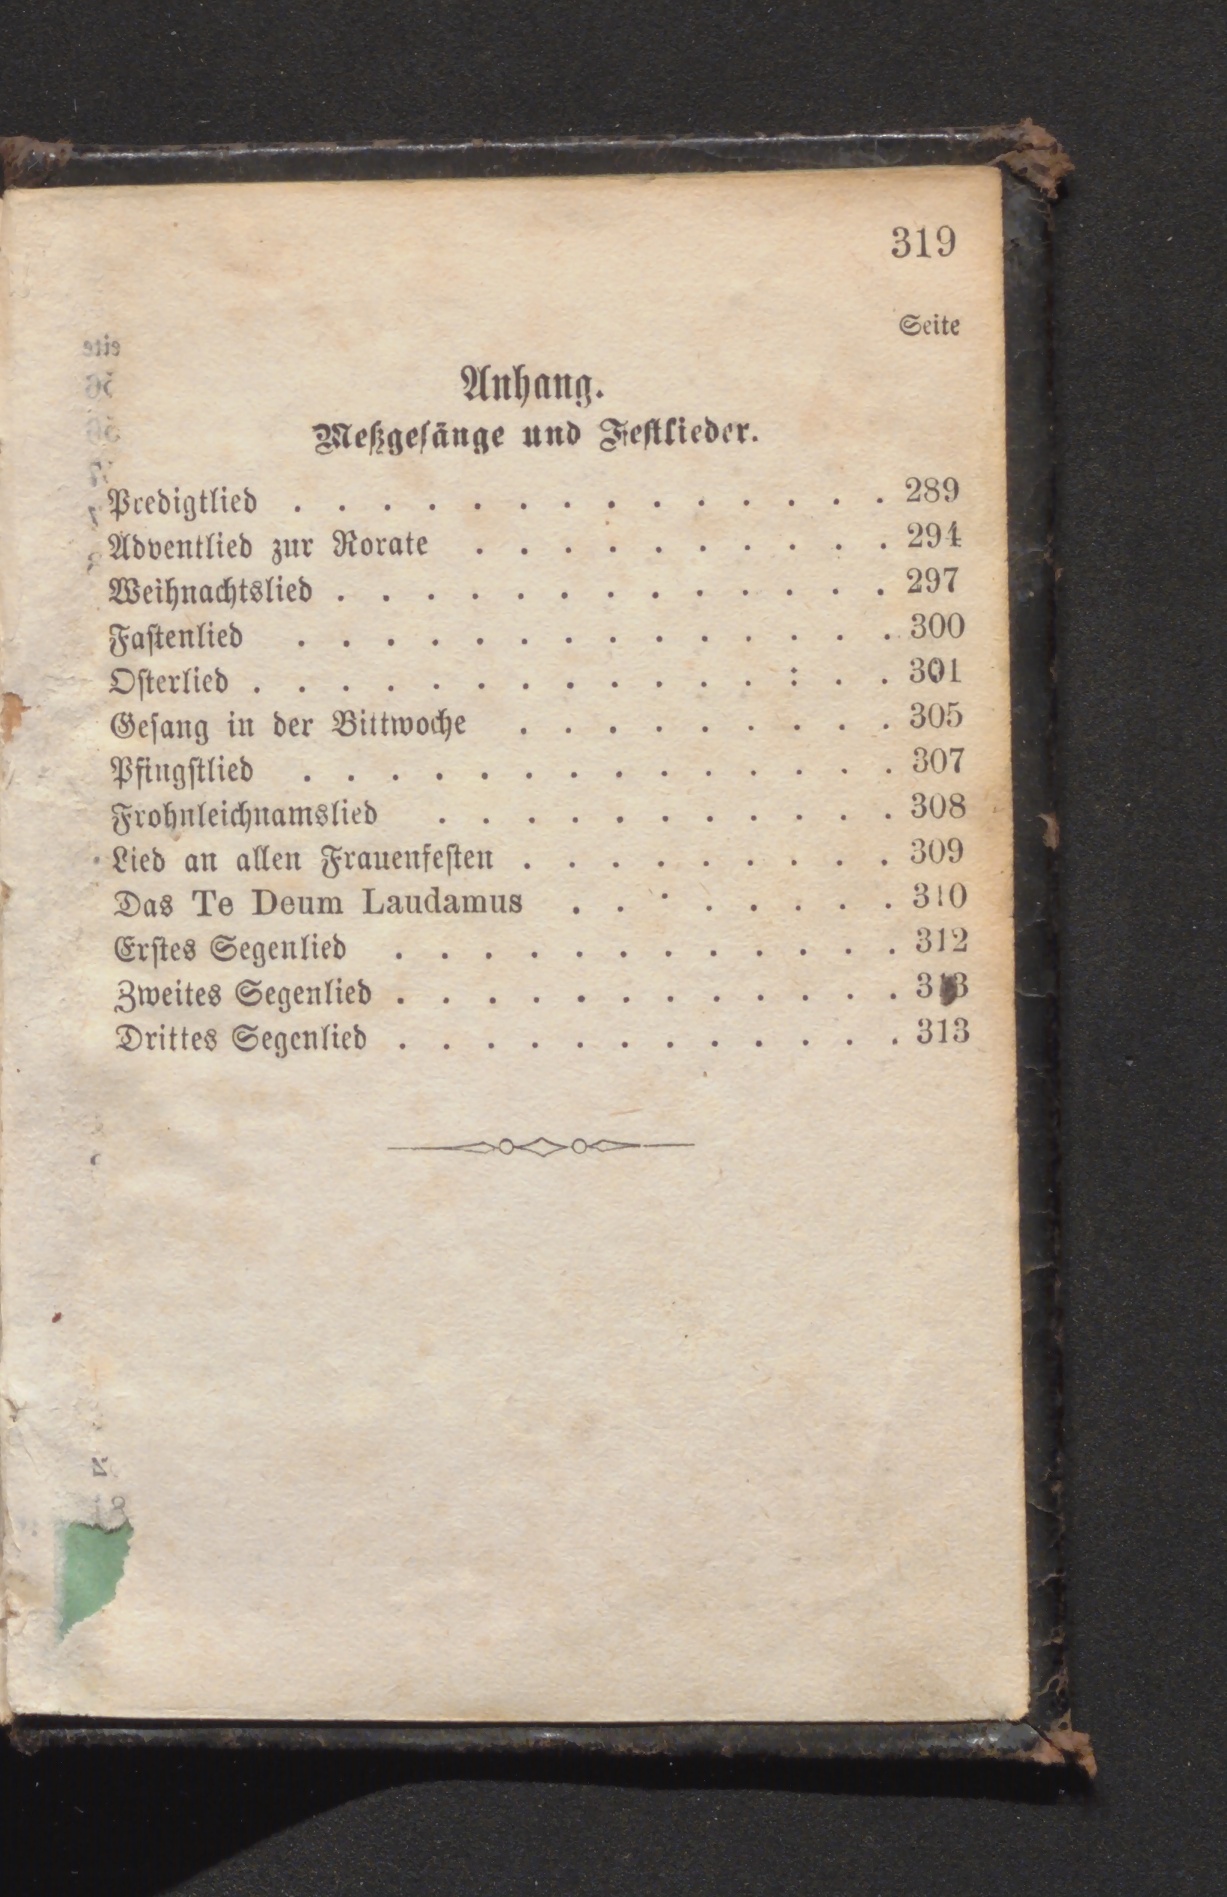 319
Seite
Anhang.
Meßgesänge und Festlieder.
Predigtlied . . . . . . . . . . . . . . 289
Adventlied zur Rorate . . . . . . . . . . 294
Weihnachtslied . . . . . . . . . . . . . 297
Fastenlied . . . . . . . . . . . . . . 300
Osterlied . . . . . . . . . . . . : . . 301
Gesang in der Bittwoche . . . . . . . . . 305
Pfingstlied . . . . . . . . . . . . . . 307
Frohnleichnamslied . . . . . . . . . . . 308
Lied an allen Frauenfesten . . . . . . . . . 309
Das Te Deum Laudamus . . . . . . . . 310
Erstes Segenlied . . . . . . . . . . . . 312
Zweites Segenlied . . . . . . . . . . . . 313
Drittes Segenlied . . . . . . . . . . . . 313